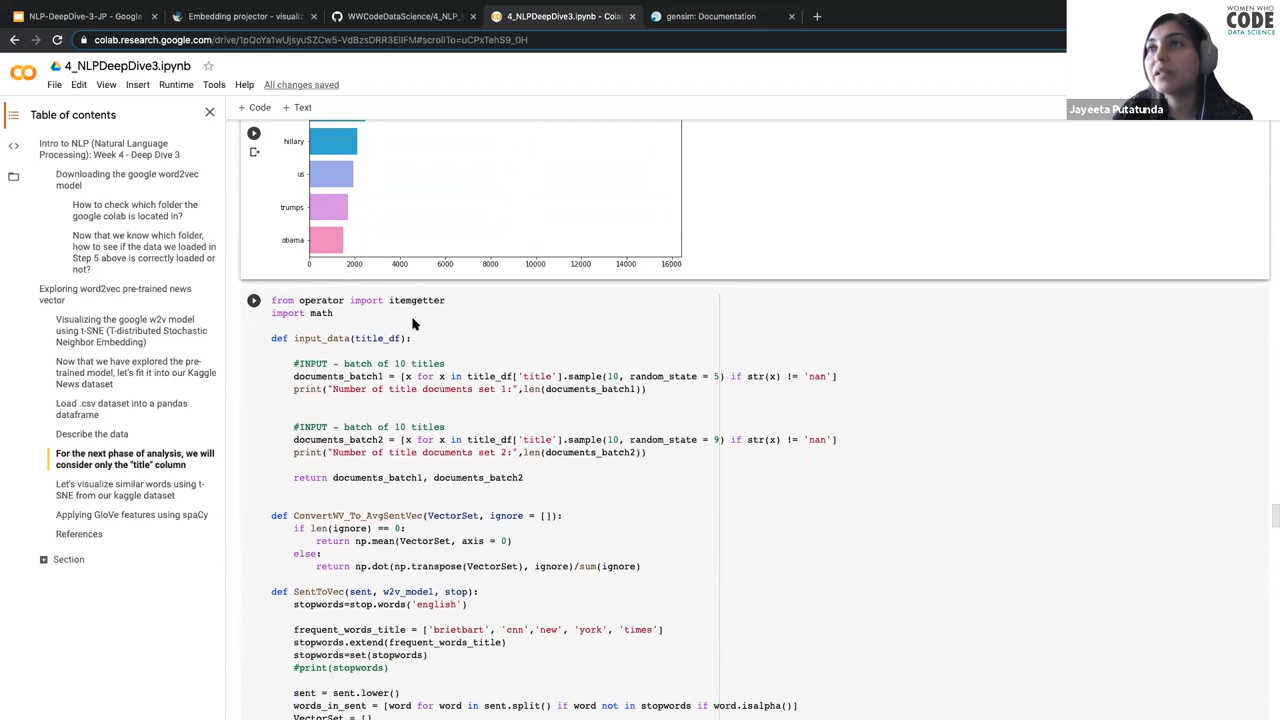 NLP-DeepDive-3-JP - Google
Embedding projector - visualiz
WWCodeDataScience/4_NLP_
4_NLPDeepDive3.ipynb - Colab
gensim: Documentation
WOMEN WHO
CODE
DATA SCIENCE
colab.research.google.com/drive/1pQoYa1wUjsyuSZCw5-VdBzsDRR3ElIFM#scrollTo=uCPxTehS9_0H
Jayeeta Putatunda
4_NLPDeepDive3.ipynb
File Edit View Insert Runtime Tools Help All changes saved
Table of contents
+ Code + Text
Intro to NLP (Natural Language
Processing): Week 4 - Deep Dive 3
Downloading the google word2vec
model
How to check which folder the
google colab is located in?
Now that we know which folder,
how to see if the data we loaded in
Step 5 above is correctly loaded or
not?
Exploring word2vec pre-trained news
vector
Visualizing the google w2v model
using t-SNE (T-distributed Stochastic
Neighbor Embedding)
Now that we have explored the pre-
trained model, let's fit it into our Kaggle
News dataset
Load .csv dataset into a pandas
dataframe
Describe the data
For the next phase of analysis, we will
consider only the "title" column
Let's visualize similar words using t-
SNE from our kaggle dataset
Applying GloVe features using spaCy
References
Section
hillary
us
trumps
obama
0 2000 4000 6000 8000 10000 12000 14000 16000
from operator import itemgetter
import math
def input_data(title_df):
#INPUT - batch of 10 titles
documents_batch1 = [x for x in title_df['title'].sample(10, random_state = 5) if str(x) != 'nan']
print("Number of title documents set 1:",len(documents_batch1))
#INPUT - batch of 10 titles
documents_batch2 = [x for x in title_df['title'].sample(10, random_state = 9) if str(x) != 'nan']
print("Number of title documents set 2:",len(documents_batch2))
return documents_batch1, documents_batch2
def ConvertWV_To_AvgSentVec(VectorSet, ignore = []):
if len(ignore) == 0:
return np.mean(VectorSet, axis = 0)
else:
return np.dot(np.transpose(VectorSet), ignore)/sum(ignore)
def SentToVec(sent, w2v_model, stop):
stopwords=stop.words('english')
frequent_words_title = ['brietbart', 'cnn','new', 'york', 'times']
stopwords.extend(frequent_words_title)
stopwords=set(stopwords)
#print(stopwords)
sent = sent.lower()
words_in_sent = [word for word in sent.split() if word not in stopwords if word.isalpha()]
VectorSet = []